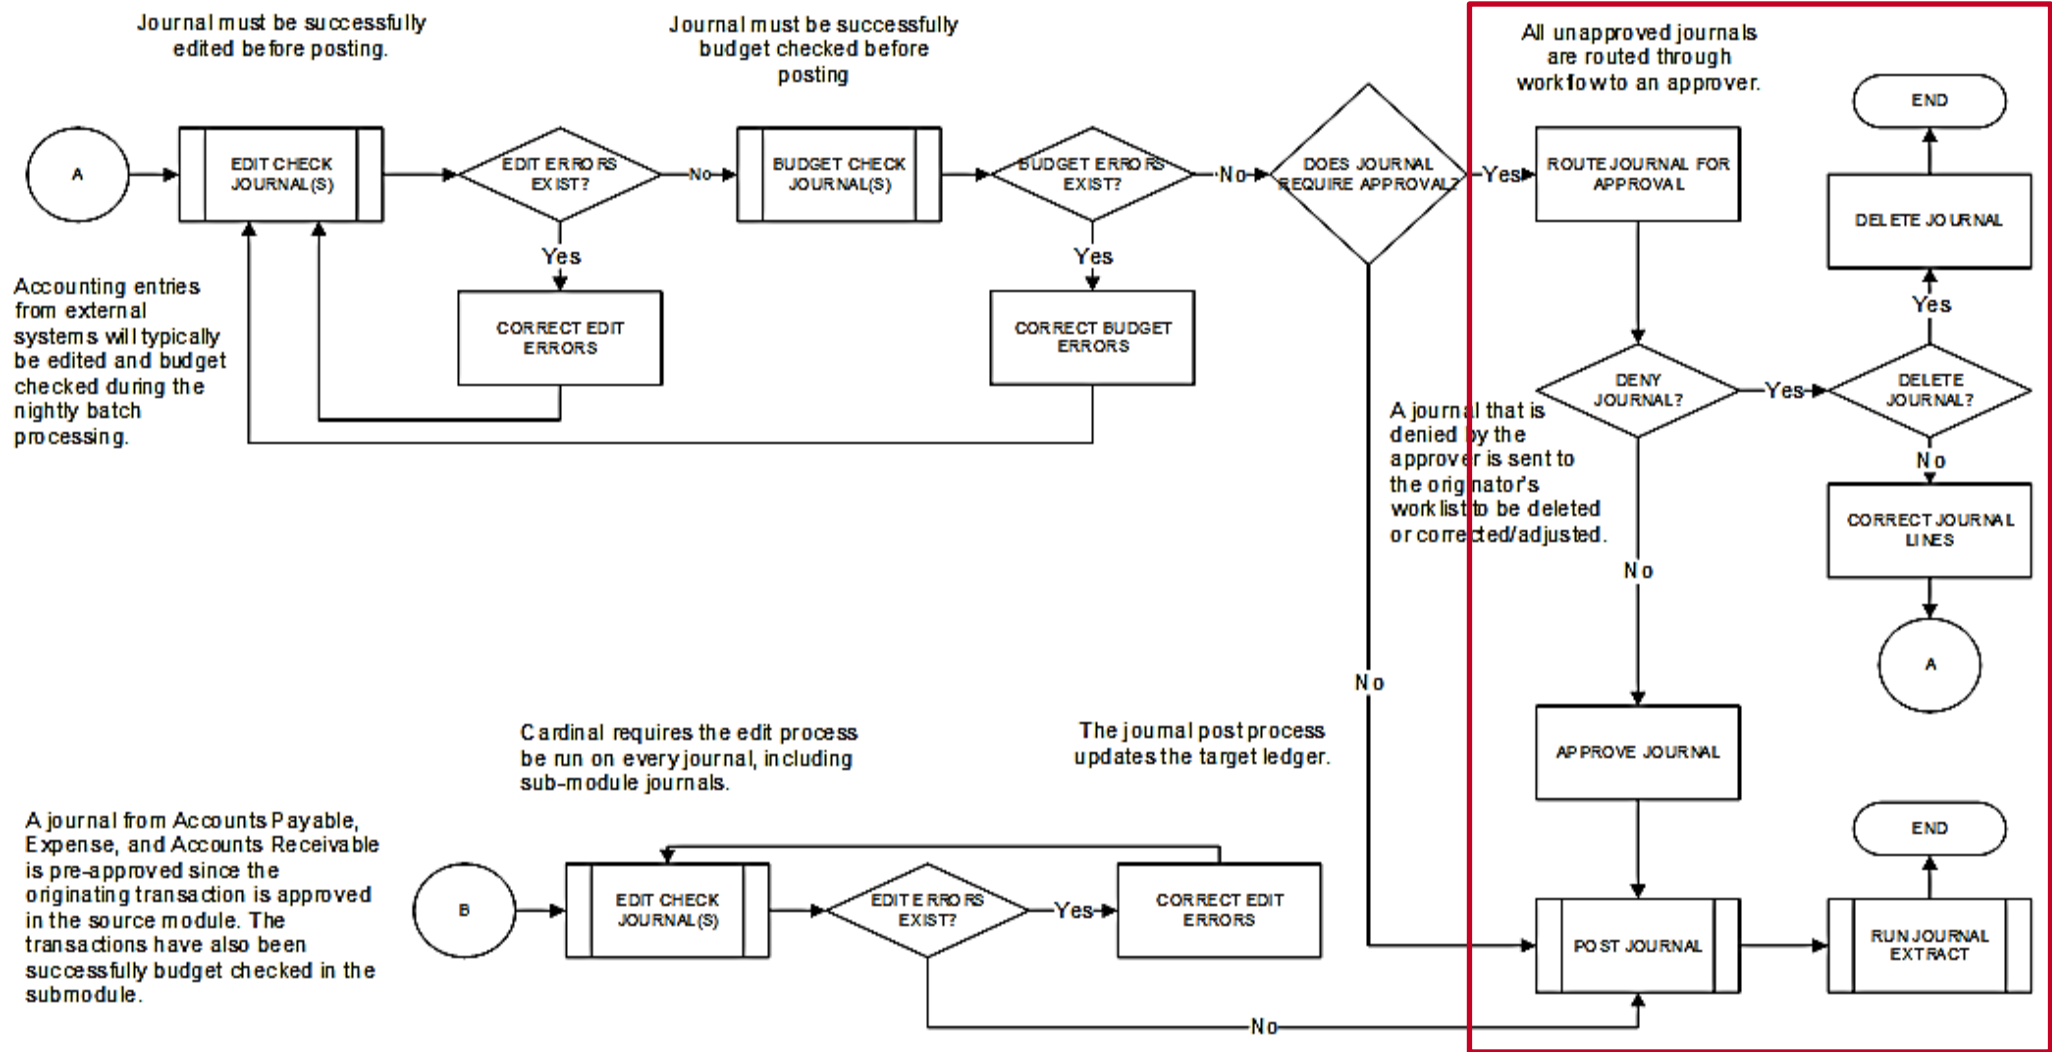 Journal must be successfully
edited before posting.
Journal must be successfully
budget checked before
posting
All unapproved journals
are routed through
workflow to an approver.
END
A
EDIT CHECK
JOURNAL(S)
EDIT ERRORS
EXIST?
No
BUDGET CHECK
JOURNAL(S)
BUDGET ERRORS
EXIST?
No
DOES JOURNAL
REQUIRE APPROVAL?
Yes
ROUTE JOURNAL FOR
APPROVAL
DELETE JOURNAL
Yes
Yes
Yes
Accounting entries
from external
systems will typically
be edited and budget
checked during the
nightly batch
processing.
CORRECT EDIT
ERRORS
CORRECT BUDGET
ERRORS
DENY
JOURNAL?
Yes
DELETE
JOURNAL?
A journal that is
denied by the
approver is sent to
the originator's
worklist to be deleted
or corrected/adjusted.
No
CORRECT JOURNAL
LINES
No
A
No
Cardinal requires the edit process
be run on every journal, including
sub-module journals.
The journal post process
updates the target ledger.
APPROVE JOURNAL
A journal from Accounts Payable,
Expense, and Accounts Receivable
is pre-approved since the
originating transaction is approved
in the source module. The
transactions have also been
successfully budget checked in the
submodule.
END
B
EDIT CHECK
JOURNAL(S)
EDIT ERRORS
EXIST?
Yes
CORRECT EDIT
ERRORS
POST JOURNAL
RUN JOURNAL
EXTRACT
No